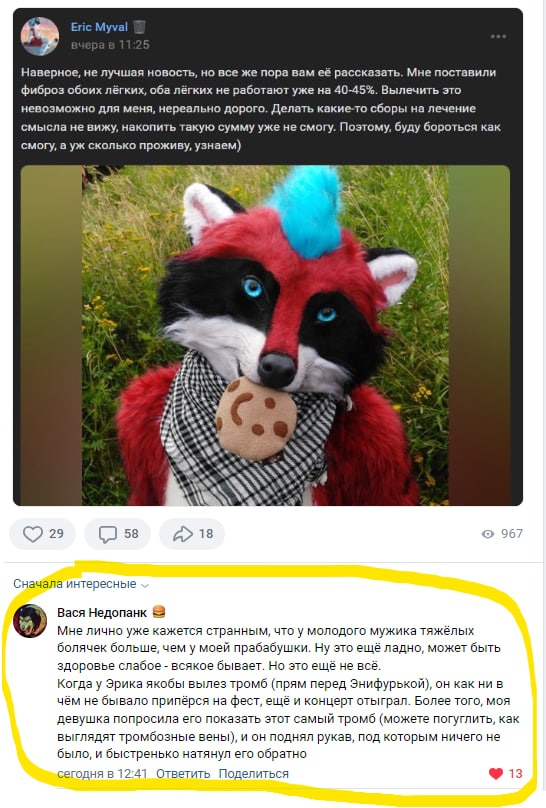 Eric Myval
вчера в 11:25
Наверное, не лучшая новость, но все же пора вам её рассказать. Мне поставили
фиброз обоих лёгких, оба лёгких не работают уже на 40-45%. Вылечить это
невозможно для меня, нереально дорого. Делать какие-то сборы на лечение
смысла не вижу, накопить такую сумму уже не смогу. Поэтому, буду бороться как
смогу, а уж сколько проживу, узнаем)
29 58 18 967
Сначала интересные
Вася Недопанк
Мне лично уже кажется странным, что у молодого мужика тяжёлых
болячек больше, чем у моей прабабушки. Ну это ещё ладно, может быть
здоровье слабое - всякое бывает. Но это ещё не всё.
Когда у Эрика якобы вылез тромб (прям перед Энифурькой), он как ни в
чём не бывало припёрся на фест, ещё и концерт отыграл. Более того, моя
девушка попросила его показать этот самый тромб (можете погуглить, как
выглядят тромбозные вены), и он поднял рукав, под которым ничего не
было, и быстренько натянул его обратно
сегодня в 12:41 Ответить Поделиться 13